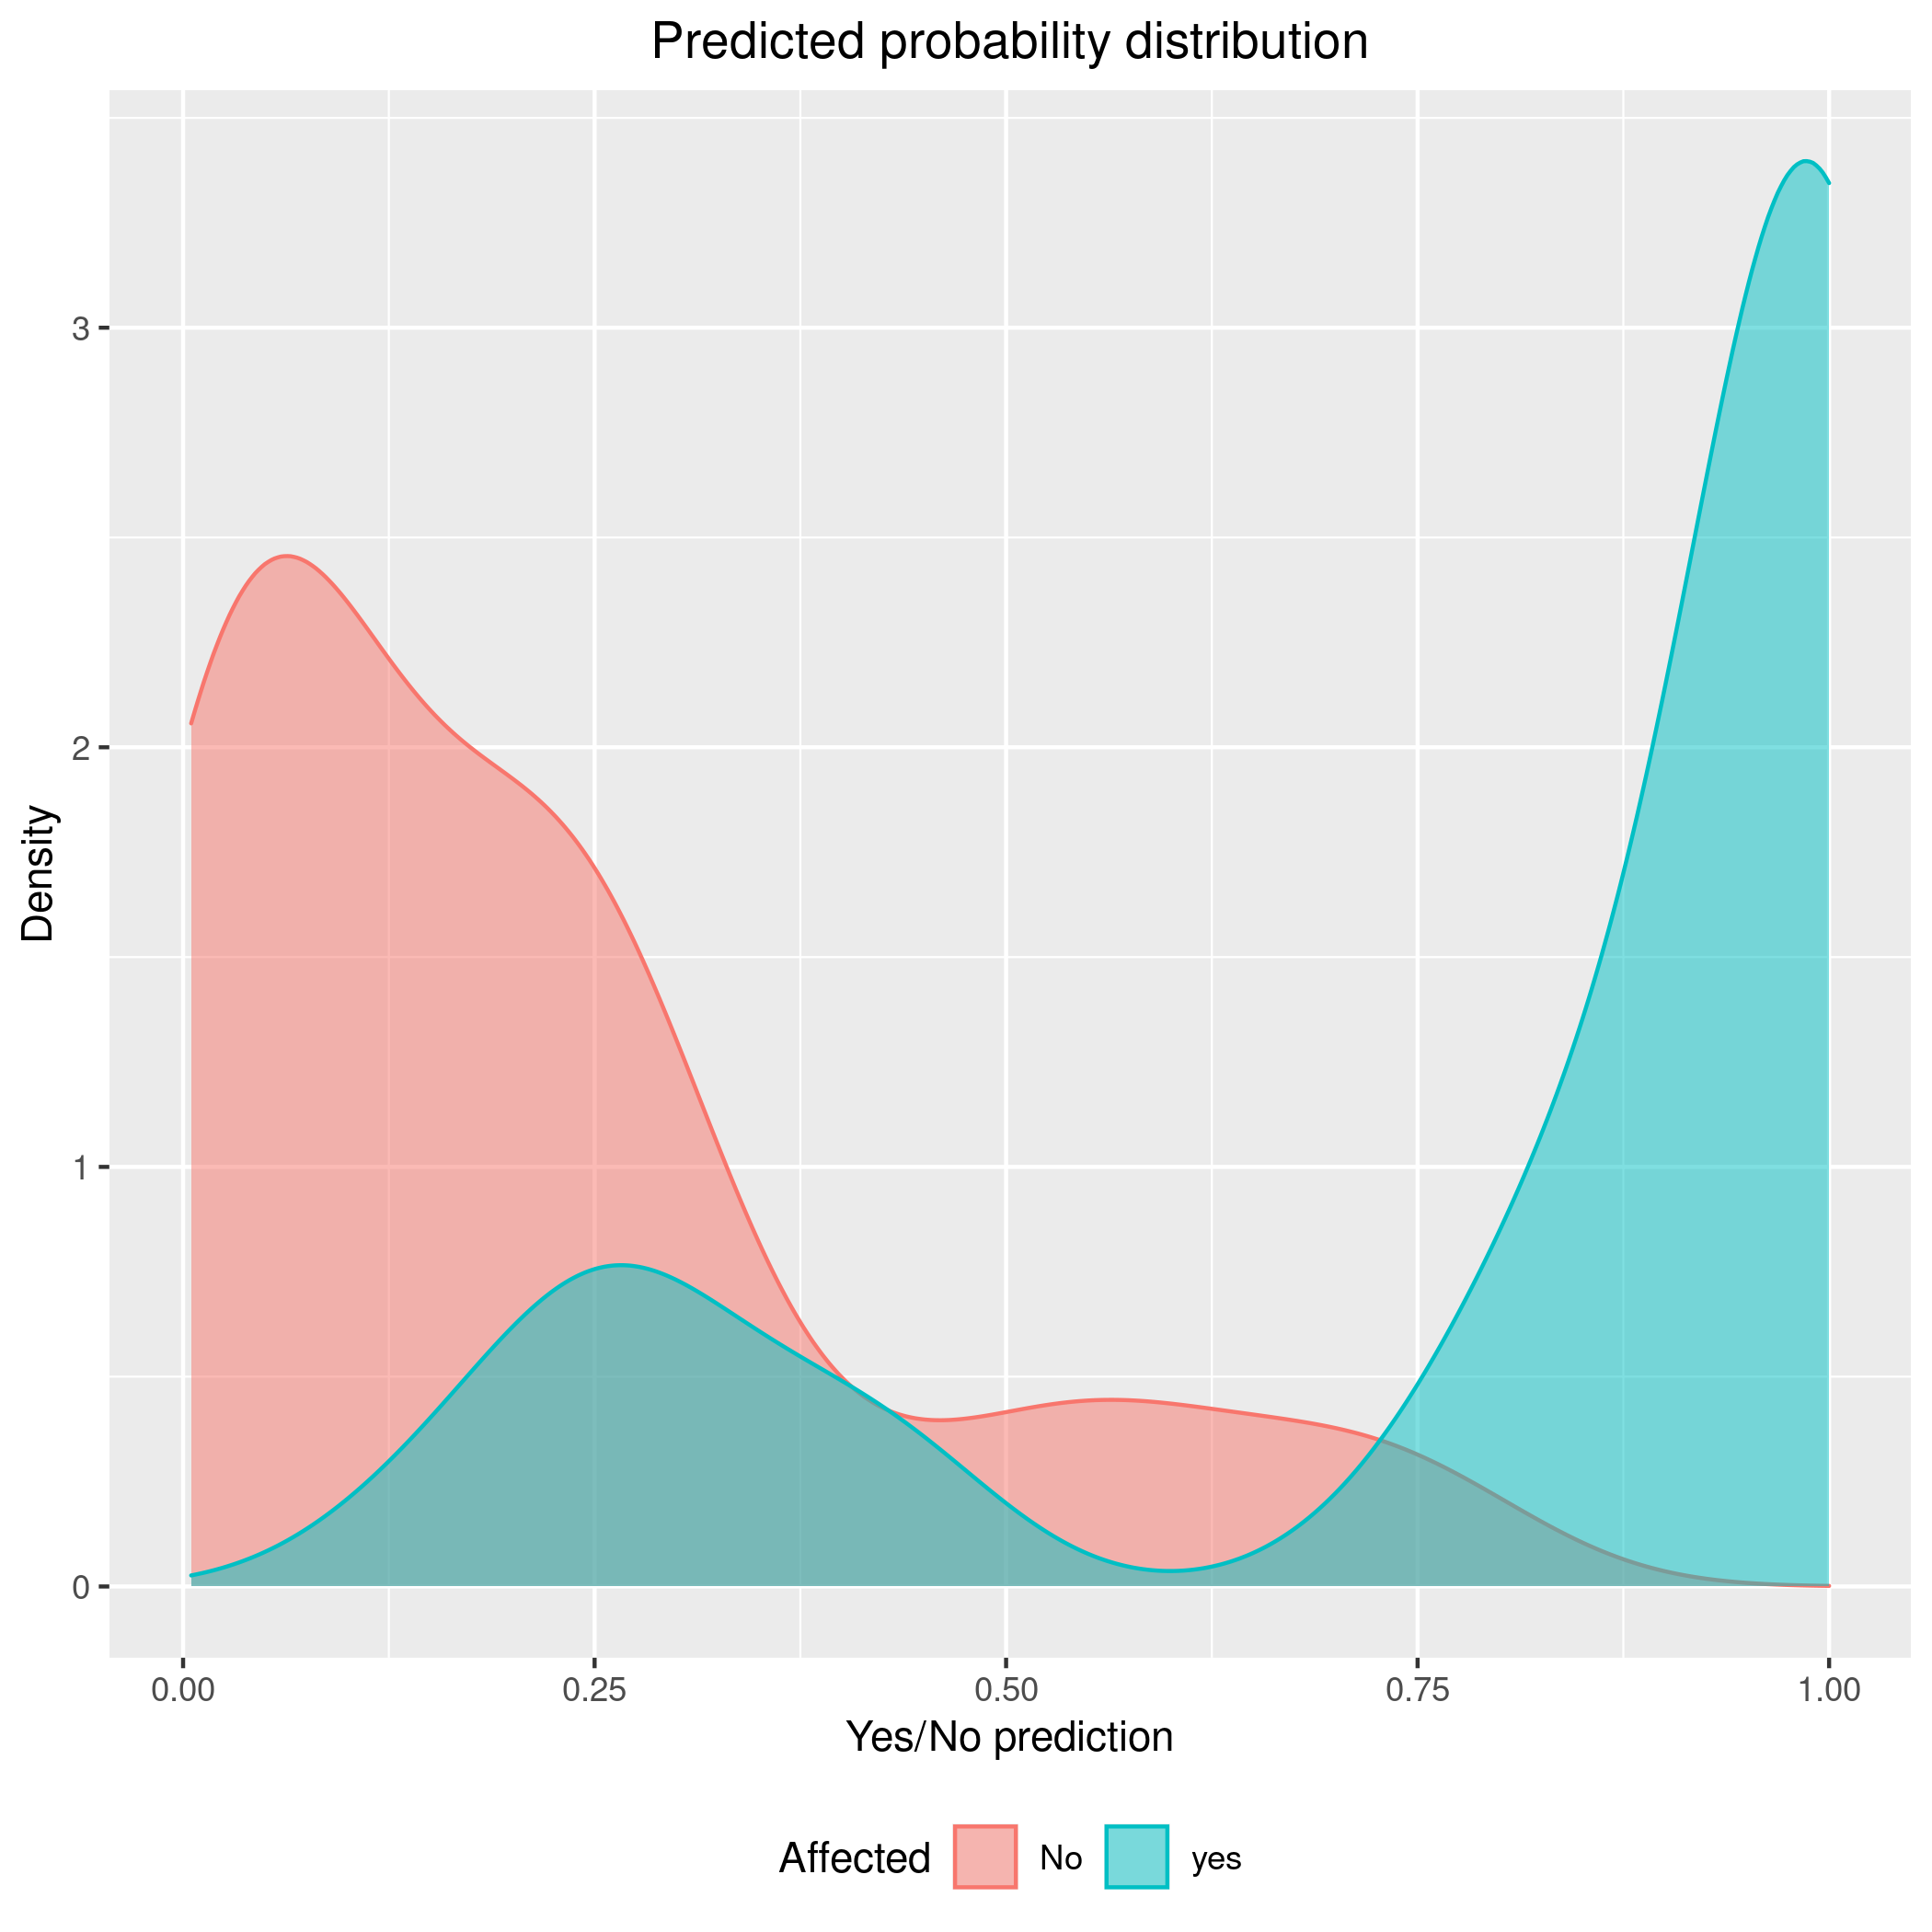 Predicted probability distribution
3
2
1
0
Density
0.00 0.25 0.50 0.75 1.00
Yes/No prediction
Affected No yes